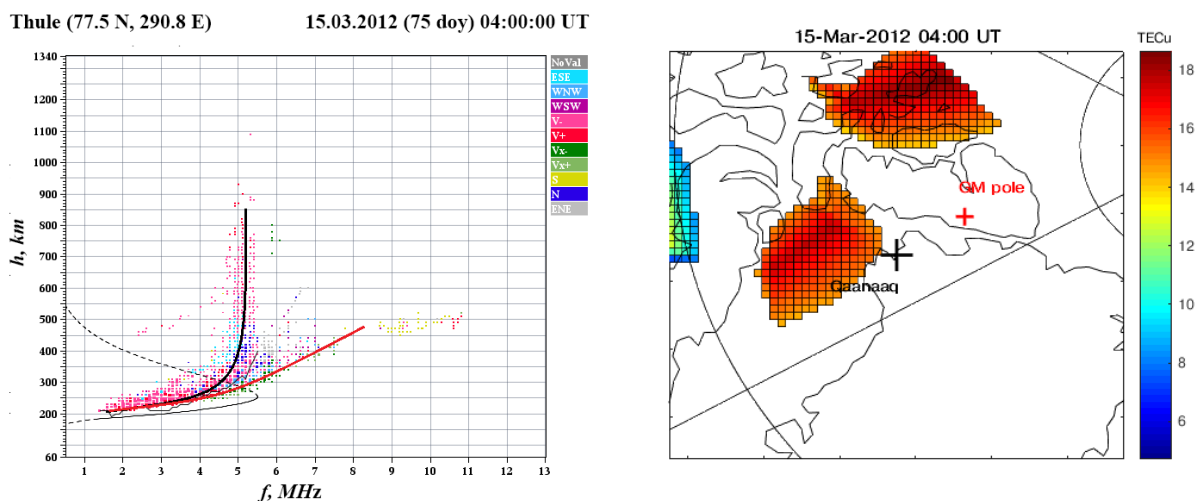 Thule (77.5 N, 290.8 E) 15.03.2012 (75 doy) 04:00:00 UT
h, km
1340
1200
1100
1000
900
800
700
600
500
400
300
200
60
1 2 3 4 5 6 7 8 9 10 11 12 13
f, MHz
NoVal
ESE
WNW
WSW
V-
V+
Vx-
Vx+
S
N
ENE
15-Mar-2012 04:00 UT
GM pole
Qaanaaq
TECu
18
16
14
12
10
8
6